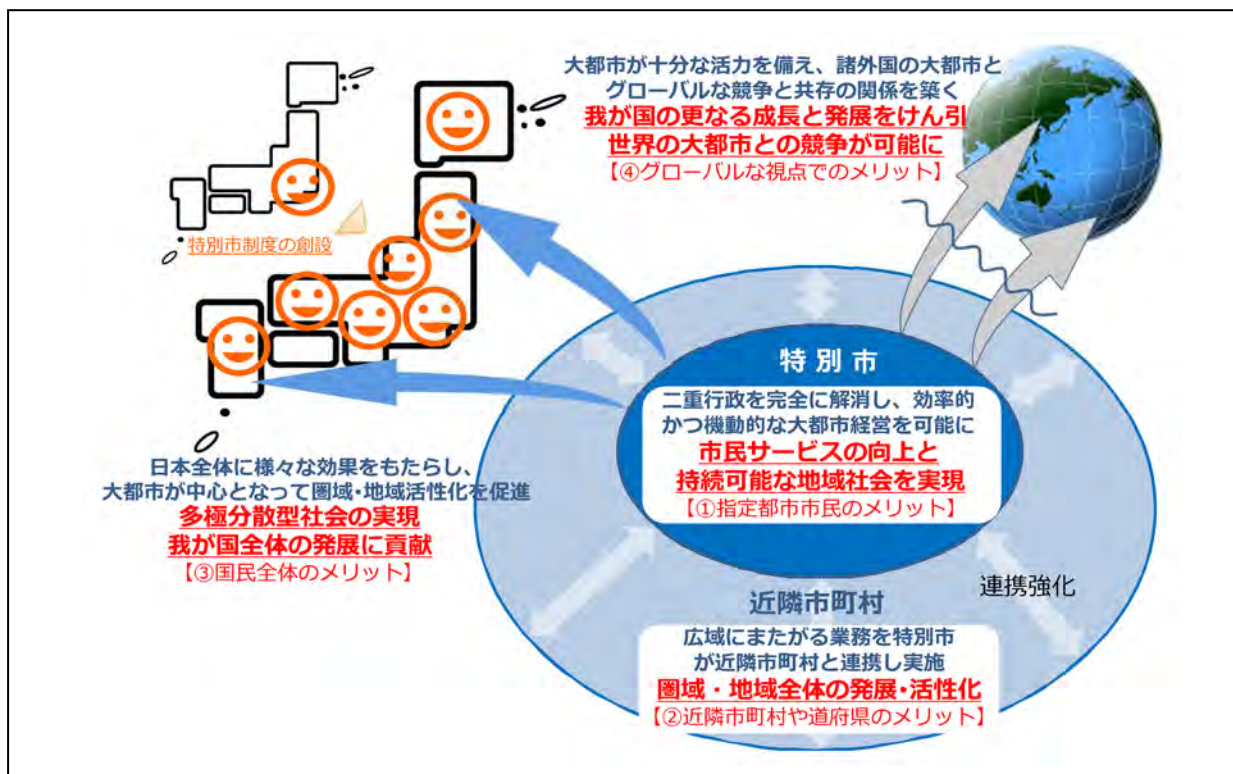 大都市が十分な活力を備え、諸外国の大都市と
グローバルな競争と共存の関係を築く
我が国の更なる成長と発展をけん引
世界の大都市との競争が可能に
【④グローバルな視点でのメリット】
特別市制度の創設
特別市
二重行政を完全に解消し、効率的
かつ機動的な大都市経営を可能に
市民サービスの向上と
持続可能な地域社会を実現
【①指定都市市民のメリット】
日本全体に様々な効果をもたらし、
大都市が中心となって圏域・地域活性化を促進
多極分散型社会の実現
我が国全体の発展に貢献
【③国民全体のメリット】
連携強化
近隣市町村
広域にまたがる業務を特別市
が近隣市町村と連携し実施
圏域・地域全体の発展・活性化
【②近隣市町村や道府県のメリット】